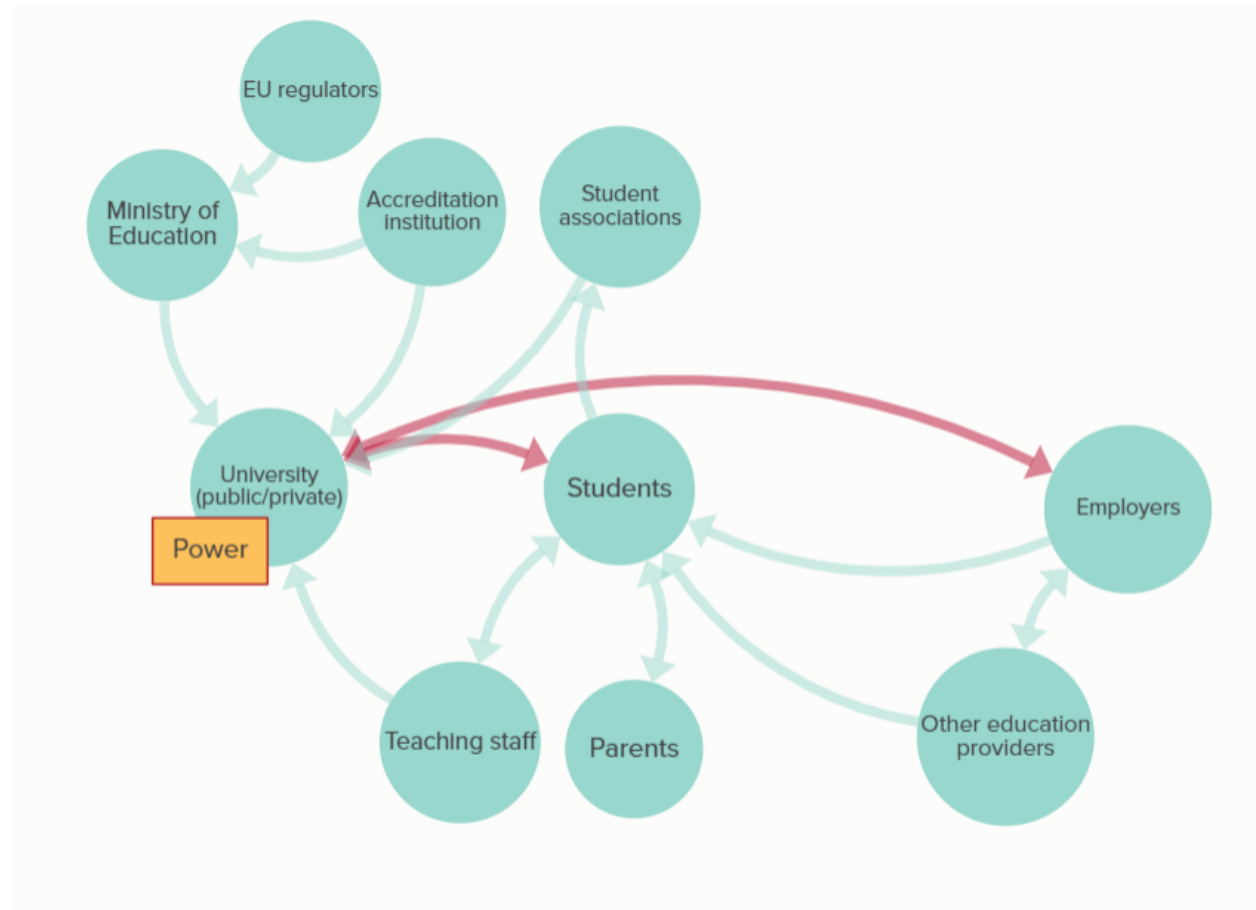 EU regulators
Ministry of
Education
Accreditation
institution
Student
associations
University
(public/private)
Power
Students
Employers
Teaching staff
Parents
Other education
providers